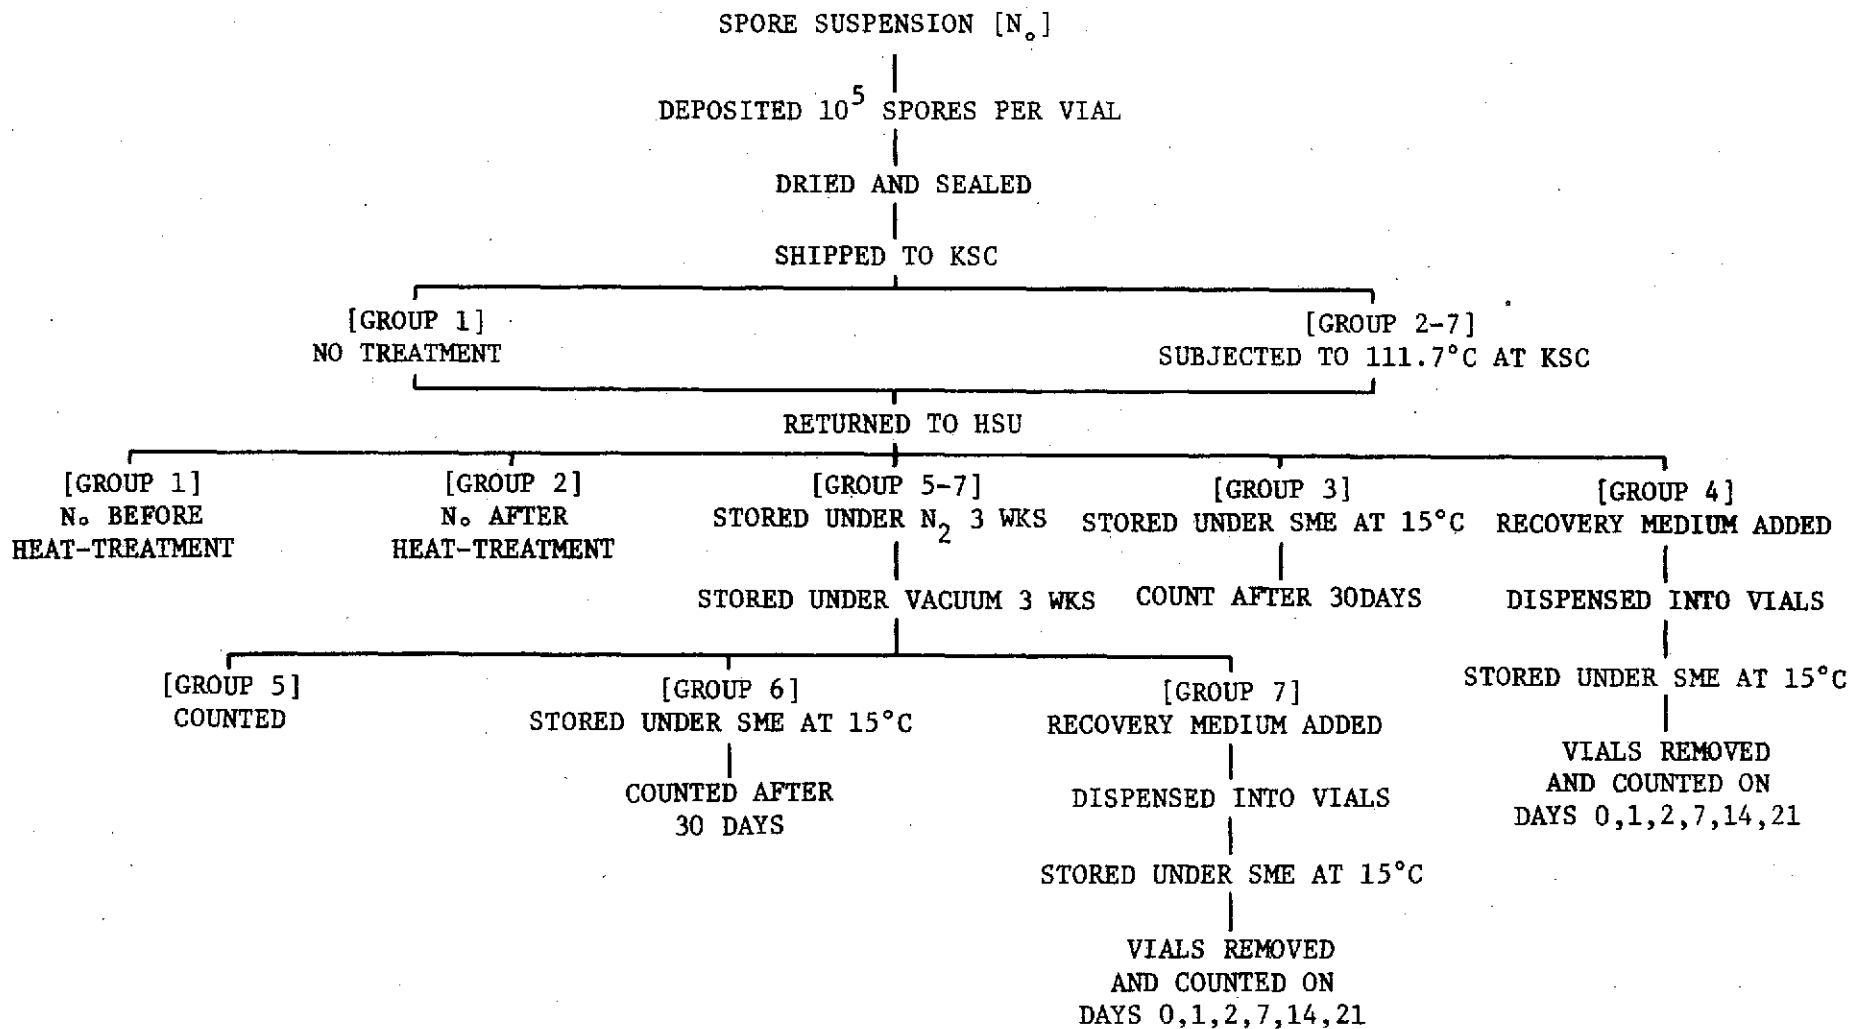 SPORE SUSPENSION [N₀]
DEPOSITED 10⁵ SPORES PER VIAL
DRIED AND SEALED
SHIPPED TO KSC
[GROUP 1]
NO TREATMENT
[GROUP 2-7]
SUBJECTED TO 111.7°C AT KSC
RETURNED TO HSU
[GROUP 1]
N₀ BEFORE
HEAT-TREATMENT
[GROUP 2]
N₀ AFTER
HEAT-TREATMENT
[GROUP 5-7]
STORED UNDER N₂ 3 WKS
STORED UNDER VACUUM 3 WKS
[GROUP 3]
STORED UNDER SME AT 15°C
COUNT AFTER 30DAYS
[GROUP 4]
RECOVERY MEDIUM ADDED
DISPENSED INTO VIALS
STORED UNDER SME AT 15°C
VIALS REMOVED
AND COUNTED ON
DAYS 0,1,2,7,14,21
[GROUP 5]
COUNTED
[GROUP 6]
STORED UNDER SME AT 15°C
COUNTED AFTER
30 DAYS
[GROUP 7]
RECOVERY MEDIUM ADDED
DISPENSED INTO VIALS
STORED UNDER SME AT 15°C
VIALS REMOVED
AND COUNTED ON
DAYS 0,1,2,7,14,21